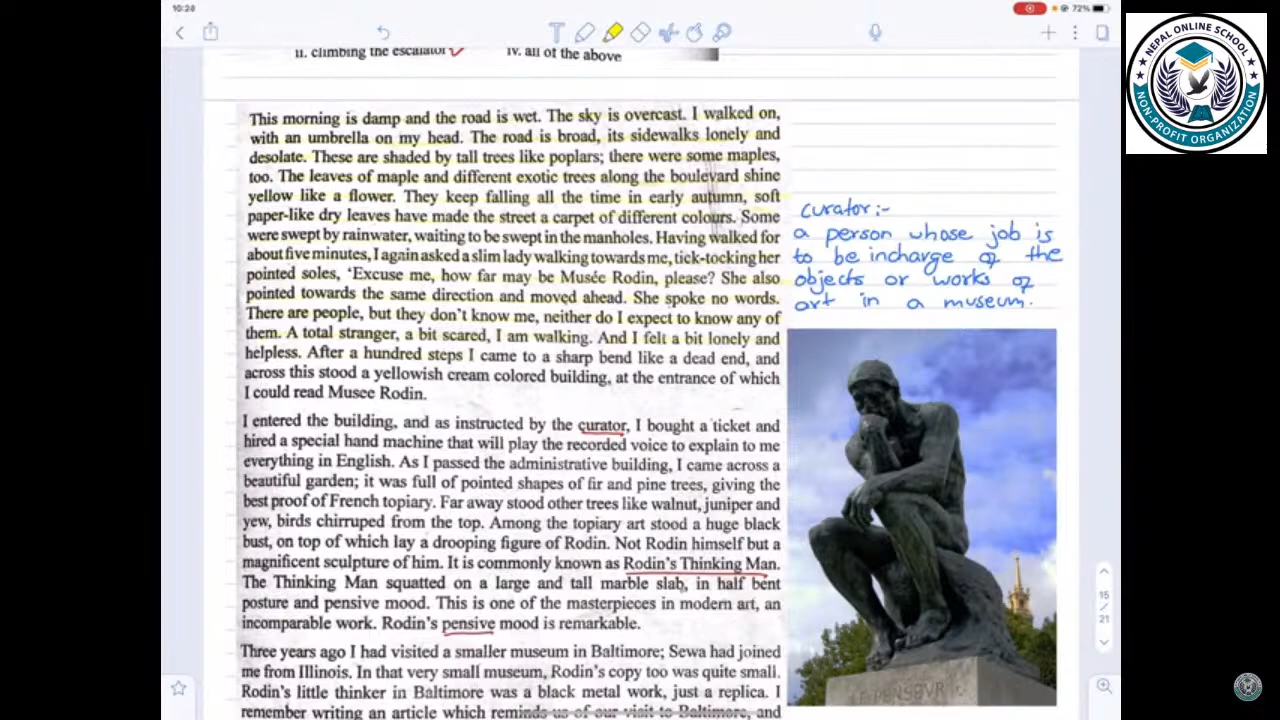 10:20
72%
ii. climbing the escalator
iv. all of the above
This morning is damp and the road is wet. The sky is overcast. I walked on,
with an umbrella on my head. The road is broad, its sidewalks lonely and
desolate. These are shaded by tall trees like poplars; there were some maples,
too. The leaves of maple and different exotic trees along the boulevard shine
yellow like a flower. They keep falling all the time in early autumn, soft
paper-like dry leaves have made the street a carpet of different colours. Some
were swept by rainwater, waiting to be swept in the manholes. Having walked for
about five minutes, I again asked a slim lady walking towards me, tick-tocking her
pointed soles, ‘Excuse me, how far may be Musée Rodin, please? She also
pointed towards the same direction and moved ahead. She spoke no words.
There are people, but they don’t know me, neither do I expect to know any of
them. A total stranger, a bit scared, I am walking. And I felt a bit lonely and
helpless. After a hundred steps I came to a sharp bend like a dead end, and
across this stood a yellowish cream colored building, at the entrance of which
I could read Musee Rodin.
I entered the building, and as instructed by the curator, I bought a ticket and
hired a special hand machine that will play the recorded voice to explain to me
everything in English. As I passed the administrative building, I came across a
beautiful garden; it was full of pointed shapes of fir and pine trees, giving the
best proof of French topiary. Far away stood other trees like walnut, juniper and
yew, birds chirruped from the top. Among the topiary art stood a huge black
bust, on top of which lay a drooping figure of Rodin. Not Rodin himself but a
magnificent sculpture of him. It is commonly known as Rodin’s Thinking Man.
The Thinking Man squatted on a large and tall marble slab, in half bent
posture and pensive mood. This is one of the masterpieces in modern art, an
incomparable work. Rodin’s pensive mood is remarkable.
Three years ago I had visited a smaller museum in Baltimore; Sewa had joined
me from Illinois. In that very small museum, Rodin’s copy too was quite small.
Rodin’s little thinker in Baltimore was a black metal work, just a replica. I
remember writing an article which reminds us of our visit to Baltimore, and
curator:-
a person whose job is
to be incharge of the
objects or works of
art in a museum.
15
/
21
NEPAL ONLINE SCHOOL
NON-PROFIT ORGANIZATION